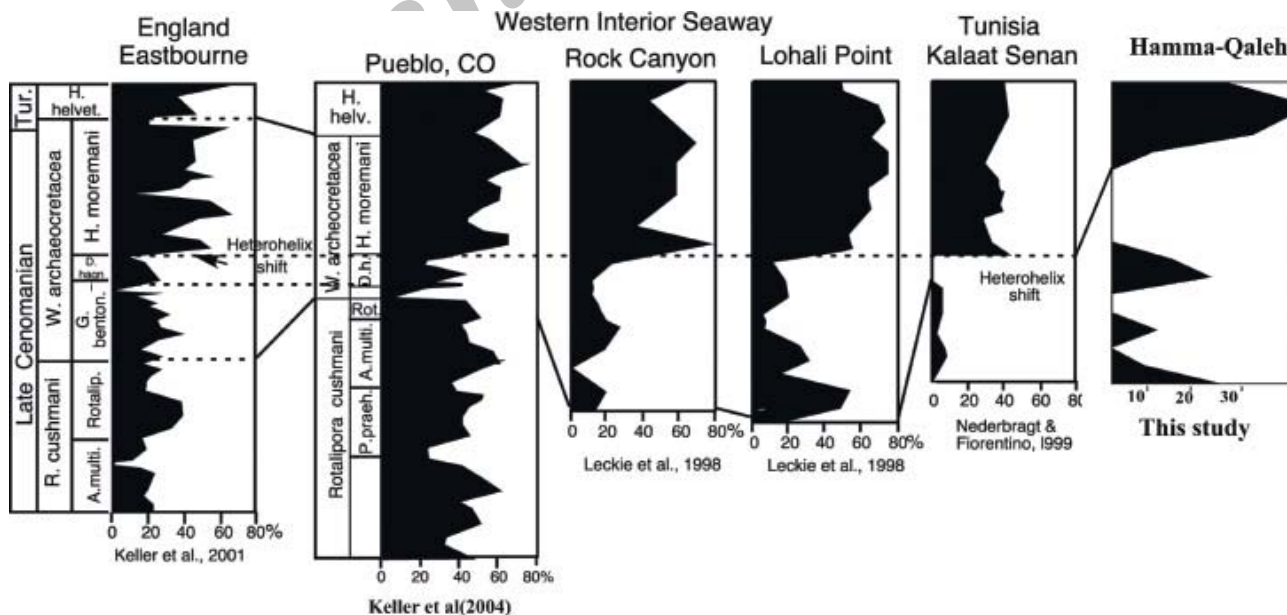 Western Interior Seaway
England
Eastbourne
Pueblo, CO
Rock Canyon
Lohali Point
Tunisia
Kalaat Senan
Hamma-Qaleh
Tur.
H.
helvet.
Late Cenomanian
W. archaeocretacea
H. moremani
D.
hagn.
G.
benton.
R. cushmani
Rotalip.
A.multi.
Heterohelix
shift
0 20 40 60 80%
Keller et al., 2001
H.
helv.
W. archeocretacea
H. moremani
D.h.
Rotalipora cushmani
Rot.
A.multi.
P.praeh.
0 20 40 60 80%
Keller et al(2004)
0 20 40 60 80%
Leckie et al., 1998
0 20 40 60 80%
Leckie et al., 1998
Heterohelix
shift
0 20 40 60 80%
Nederbragt &
Fiorentino, 1999
10 20 30
This study